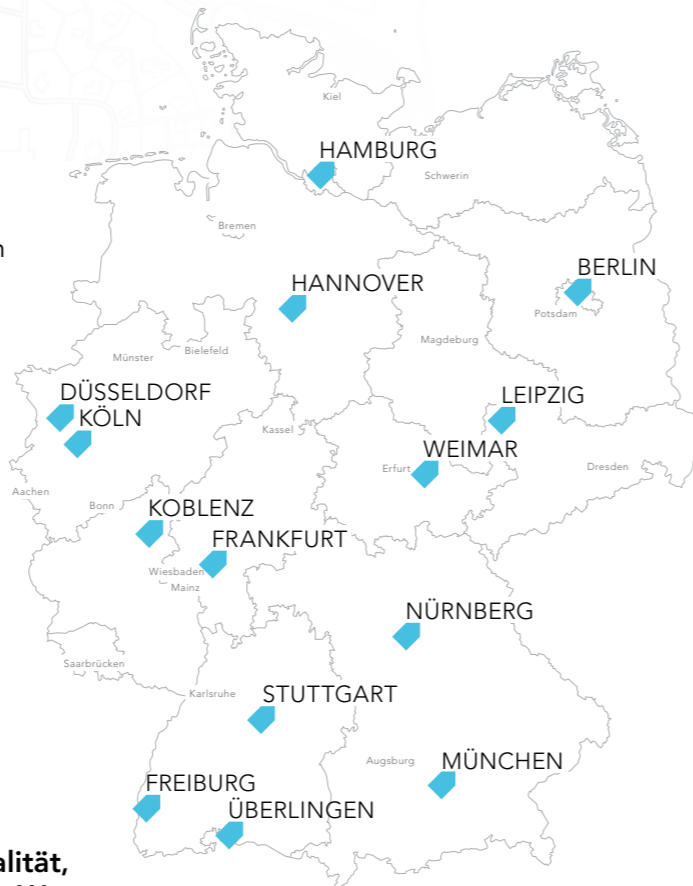 Kiel
HAMBURG
Schwerin
Bremen
HANNOVER
BERLIN
Potsdam
Magdeburg
Bielefeld
Münster
DÜSSELDORF
KÖLN
LEIPZIG
Kassel
WEIMAR
Erfurt
Dresden
Aachen
Bonn
KOBLENZ
FRANKFURT
Wiesbaden
Mainz
NÜRNBERG
Saarbrücken
Karlsruhe
STUTTGART
Augsburg
MÜNCHEN
FREIBURG
ÜBERLINGEN
alität,